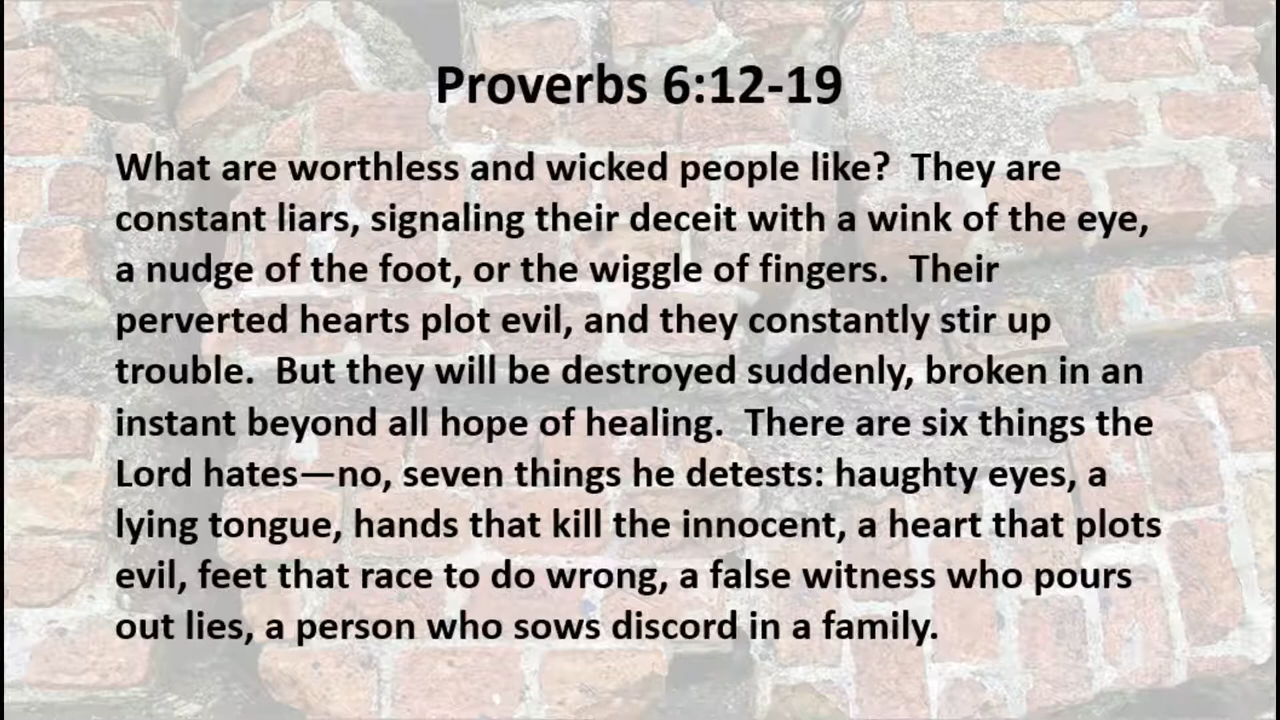 Proverbs 6:12-19
What are worthless and wicked people like?  They are
constant liars, signaling their deceit with a wink of the eye,
a nudge of the foot, or the wiggle of fingers.  Their
perverted hearts plot evil, and they constantly stir up
trouble.  But they will be destroyed suddenly, broken in an
instant beyond all hope of healing.  There are six things the
Lord hates—no, seven things he detests: haughty eyes, a
lying tongue, hands that kill the innocent, a heart that plots
evil, feet that race to do wrong, a false witness who pours
out lies, a person who sows discord in a family.